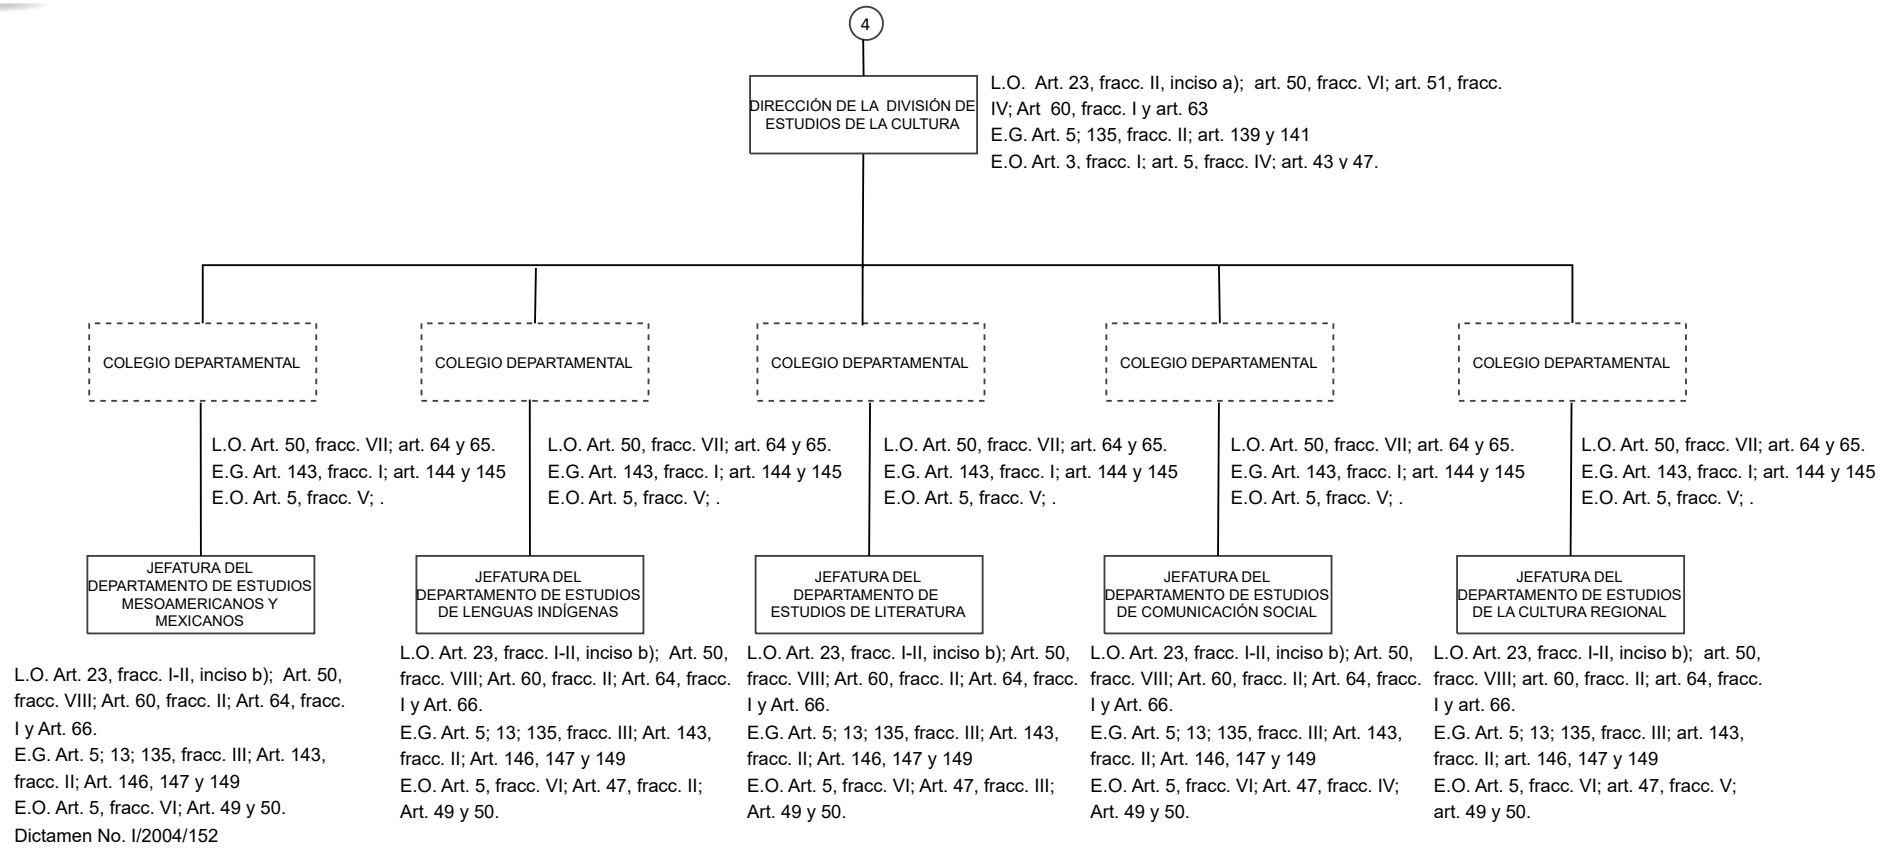 4
DIRECCIÓN DE LA DIVISIÓN DE
ESTUDIOS DE LA CULTURA
L.O. Art. 23, fracc. II, inciso a); art. 50, fracc. VI; art. 51, fracc.
IV; Art 60, fracc. I y art. 63
E.G. Art. 5; 135, fracc. II; art. 139 y 141
E.O. Art. 3, fracc. I; art. 5, fracc. IV; art. 43 y 47.
COLEGIO DEPARTAMENTAL
COLEGIO DEPARTAMENTAL
COLEGIO DEPARTAMENTAL
COLEGIO DEPARTAMENTAL
COLEGIO DEPARTAMENTAL
L.O. Art. 50, fracc. VII; art. 64 y 65.
E.G. Art. 143, fracc. I; art. 144 y 145
E.O. Art. 5, fracc. V; .
L.O. Art. 50, fracc. VII; art. 64 y 65.
E.G. Art. 143, fracc. I; art. 144 y 145
E.O. Art. 5, fracc. V; .
L.O. Art. 50, fracc. VII; art. 64 y 65.
E.G. Art. 143, fracc. I; art. 144 y 145
E.O. Art. 5, fracc. V; .
L.O. Art. 50, fracc. VII; art. 64 y 65.
E.G. Art. 143, fracc. I; art. 144 y 145
E.O. Art. 5, fracc. V; .
L.O. Art. 50, fracc. VII; art. 64 y 65.
E.G. Art. 143, fracc. I; art. 144 y 145
E.O. Art. 5, fracc. V; .
JEFATURA DEL
DEPARTAMENTO DE ESTUDIOS
MESOAMERICANOS Y
MEXICANOS
JEFATURA DEL
DEPARTAMENTO DE ESTUDIOS
DE LENGUAS INDÍGENAS
JEFATURA DEL
DEPARTAMENTO DE
ESTUDIOS DE LITERATURA
JEFATURA DEL
DEPARTAMENTO DE ESTUDIOS
DE COMUNICACIÓN SOCIAL
JEFATURA DEL
DEPARTAMENTO DE ESTUDIOS
DE LA CULTURA REGIONAL
L.O. Art. 23, fracc. I-II, inciso b); Art. 50,
fracc. VIII; Art. 60, fracc. II; Art. 64, fracc.
I y Art. 66.
E.G. Art. 5; 13; 135, fracc. III; Art. 143,
fracc. II; Art. 146, 147 y 149
E.O. Art. 5, fracc. VI; Art. 49 y 50.
Dictamen No. I/2004/152
L.O. Art. 23, fracc. I-II, inciso b); Art. 50,
fracc. VIII; Art. 60, fracc. II; Art. 64, fracc.
I y Art. 66.
E.G. Art. 5; 13; 135, fracc. III; Art. 143,
fracc. II; Art. 146, 147 y 149
E.O. Art. 5, fracc. VI; Art. 47, fracc. II;
Art. 49 y 50.
L.O. Art. 23, fracc. I-II, inciso b); Art. 50,
fracc. VIII; Art. 60, fracc. II; Art. 64, fracc.
I y Art. 66.
E.G. Art. 5; 13; 135, fracc. III; Art. 143,
fracc. II; Art. 146, 147 y 149
E.O. Art. 5, fracc. VI; Art. 47, fracc. III;
Art. 49 y 50.
L.O. Art. 23, fracc. I-II, inciso b); Art. 50,
fracc. VIII; Art. 60, fracc. II; Art. 64, fracc.
I y Art. 66.
E.G. Art. 5; 13; 135, fracc. III; Art. 143,
fracc. II; Art. 146, 147 y 149
E.O. Art. 5, fracc. VI; Art. 47, fracc. IV;
Art. 49 y 50.
L.O. Art. 23, fracc. I-II, inciso b); art. 50,
fracc. VIII; art. 60, fracc. II; art. 64, fracc.
I y art. 66.
E.G. Art. 5; 13; 135, fracc. III; art. 143,
fracc. II; art. 146, 147 y 149
E.O. Art. 5, fracc. VI; art. 47, fracc. V;
art. 49 y 50.